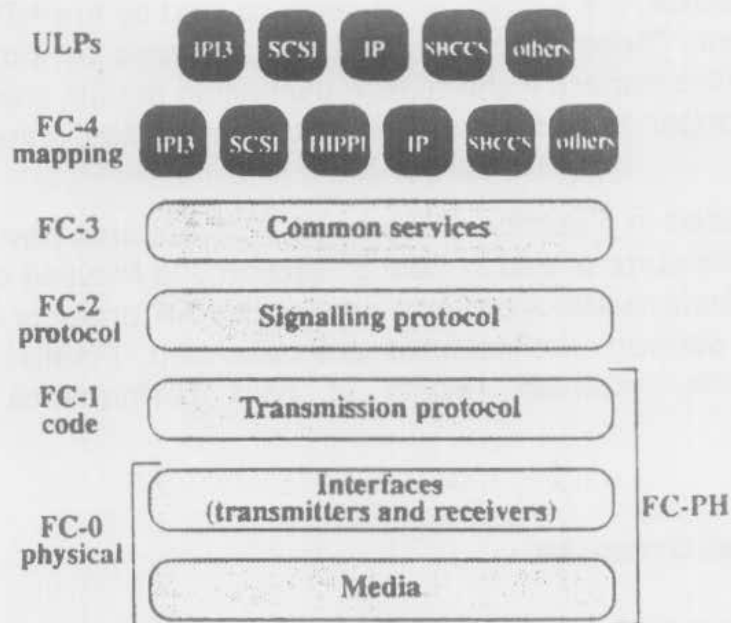 ULPs
IPI3 SCSI IP SBCCS others
FC-4
mapping
IPI3 SCSI HIPPI IP SBCCS others
FC-3
Common services
FC-2
protocol
Signalling protocol
FC-1
code
Transmission protocol
FC-0
physical
Interfaces
(transmitters and receivers)
Media
FC-PH